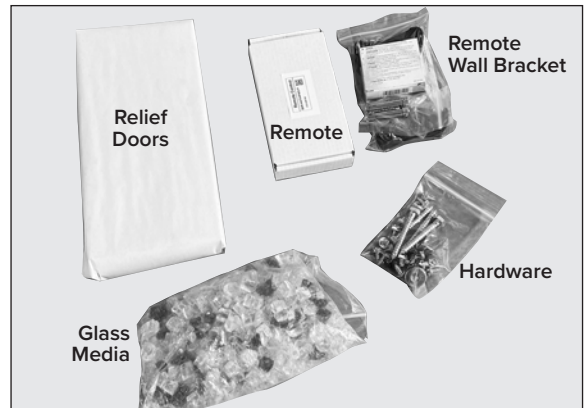 Relief
Doors
Remote
Remote
Wall Bracket
Hardware
Glass
Media